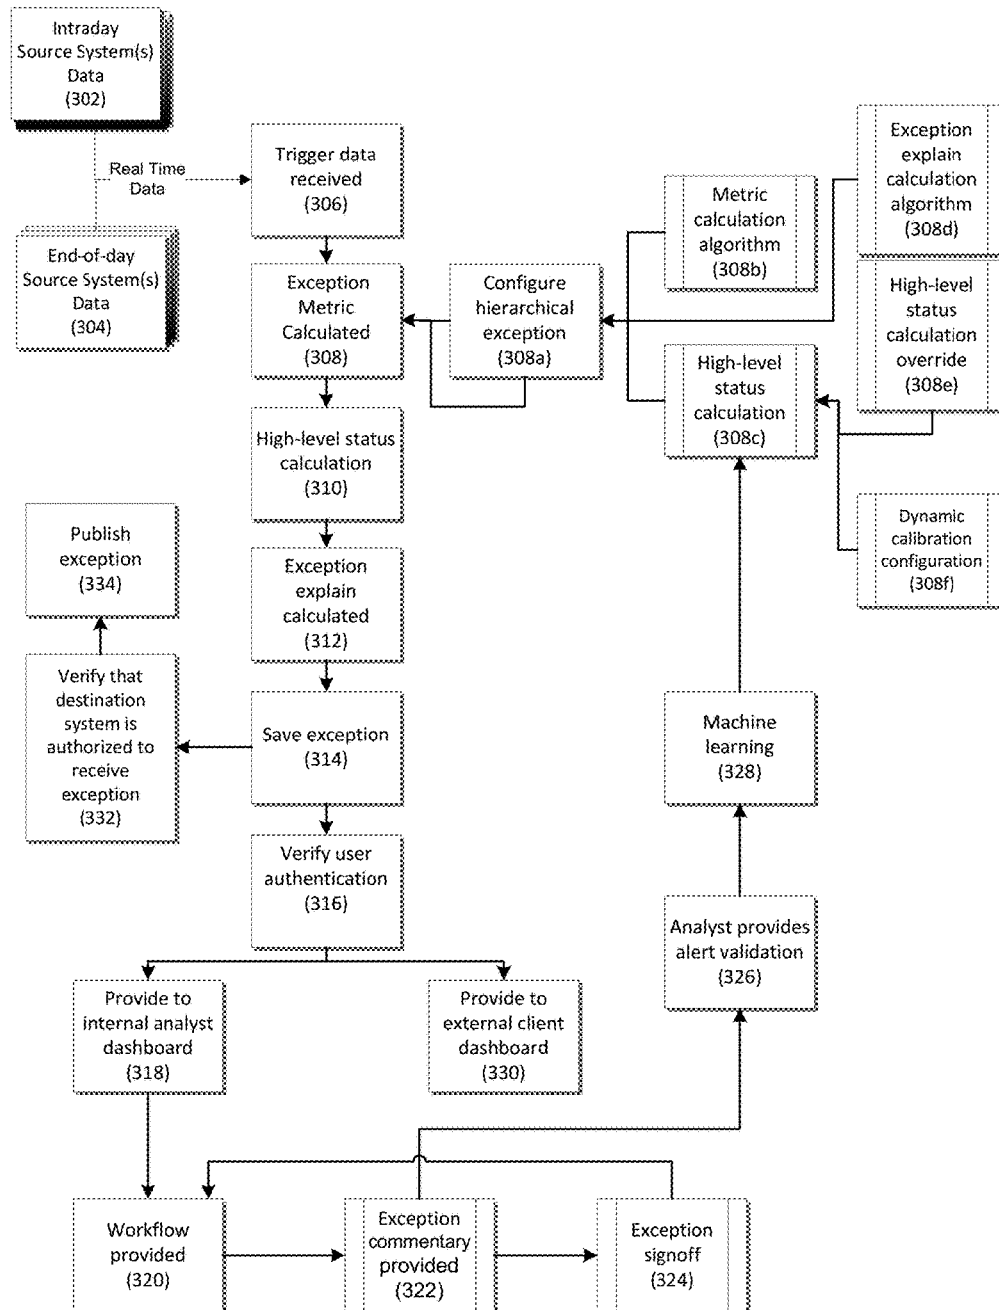 Intraday
Source System(s)
Data
(302)
Real Time
Data
End-of-day
Source System(s)
Data
(304)
Trigger data
received
(306)
Exception
Metric
Calculated
(308)
Configure
hierarchical
exception
(308a)
Metric
calculation
algorithm
(308b)
High-level
status
calculation
(308c)
Exception
explain
calculation
algorithm
(308d)
High-level
status
calculation
override
(308e)
Dynamic
calibration
configuration
(308f)
High-level status
calculation
(310)
Exception
explain
calculated
(312)
Save exception
(314)
Publish
exception
(334)
Verify that
destination
system is
authorized to
receive
exception
(332)
Verify user
authentication
(316)
Provide to
internal analyst
dashboard
(318)
Provide to
external client
dashboard
(330)
Machine
learning
(328)
Analyst provides
alert validation
(326)
Workflow
provided
(320)
Exception
commentary
provided
(322)
Exception
signoff
(324)